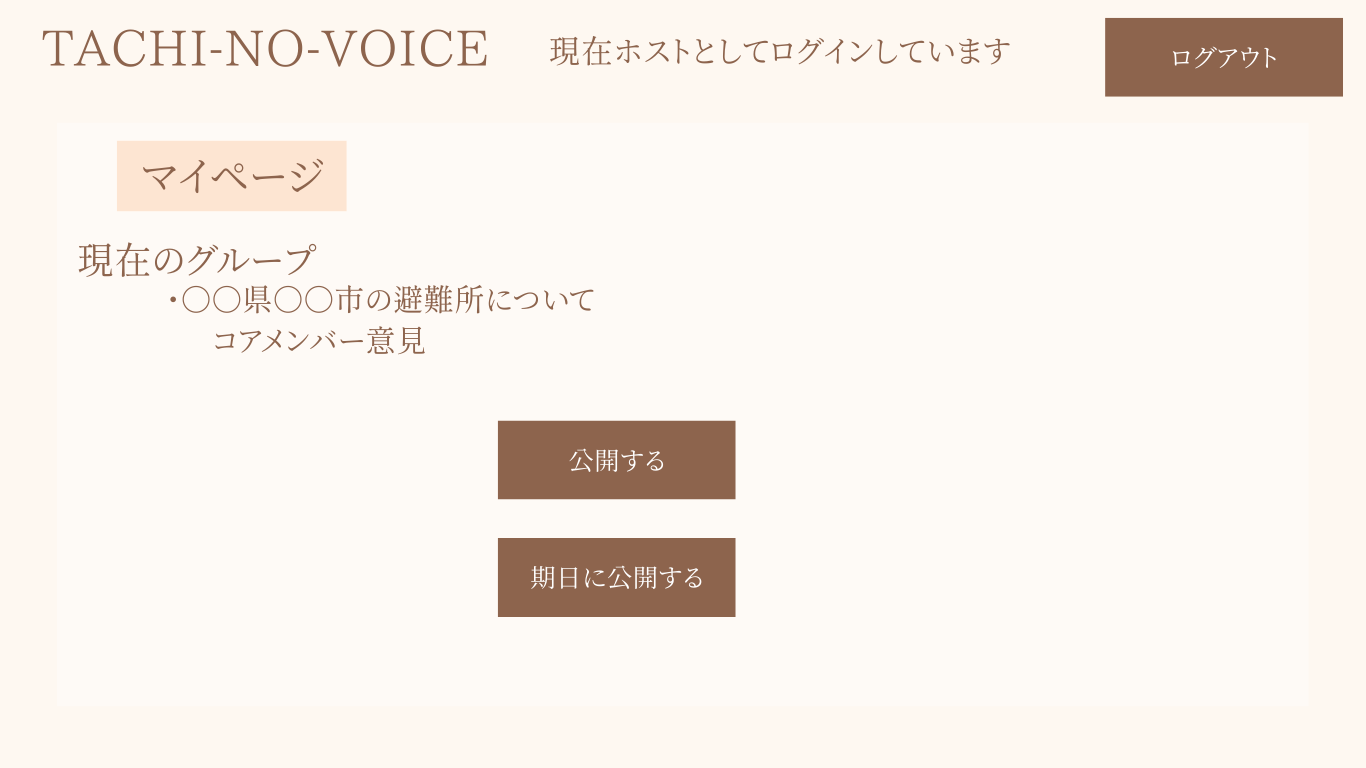 TACHI-NO-VOICE
現在ホストとしてログインしています
ログアウト
マイページ
現在のグループ
・〇〇県〇〇市の避難所について
コアメンバー意見
公開する
期日に公開する